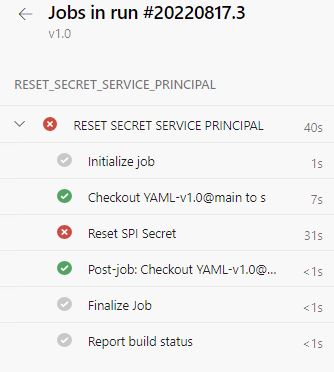 Jobs in run #20220817.3
v1.0
RESET_SECRET_SERVICE_PRINCIPAL
RESET SECRET SERVICE PRINCIPAL 40s
Initialize job 1s
Checkout YAML-v1.0@main to s 7s
Reset SPI Secret 31s
Post-job: Checkout YAML-v1.0@... <1s
Finalize Job <1s
Report build status <1s